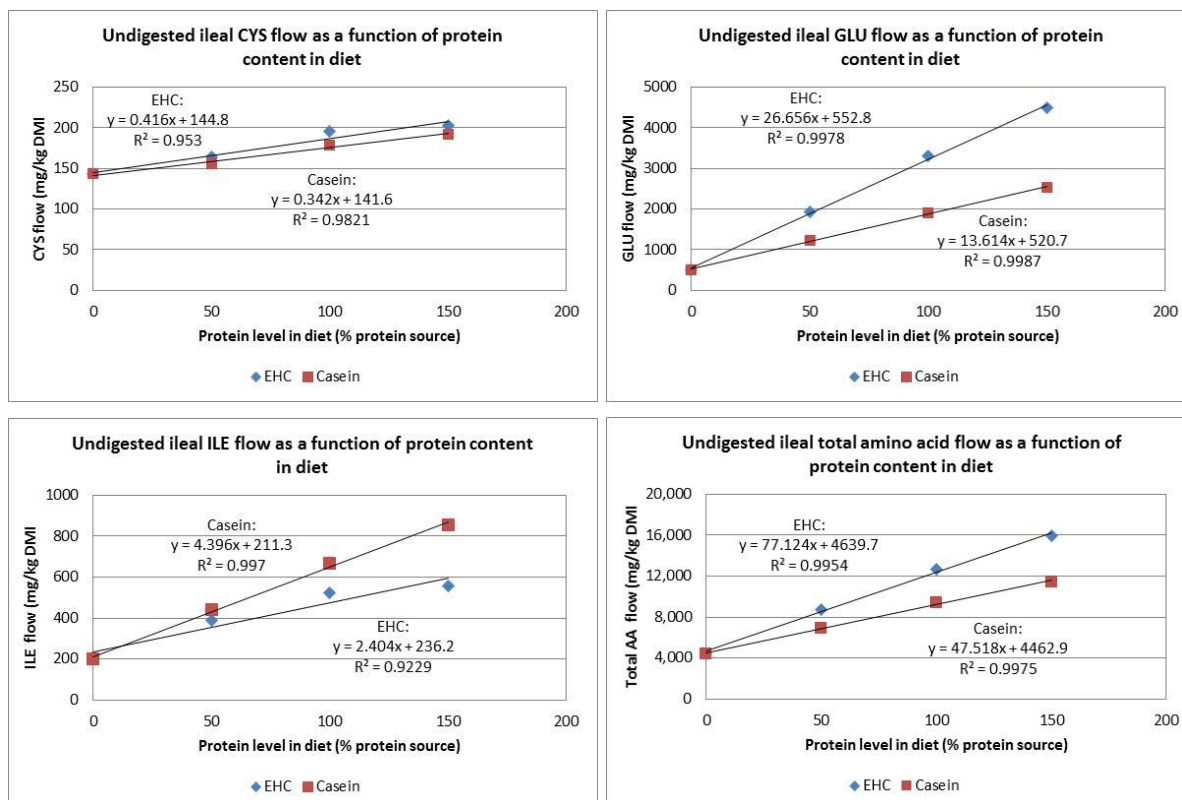 Undigested ileal CYS flow as a function of protein
content in diet
CYS flow (mg/kg DMI)
250
200
150
100
50
0
EHC:
y = 0.416x + 144.8
R² = 0.953
Casein:
y = 0.342x + 141.6
R² = 0.9821
0 50 100 150 200
Protein level in diet (% protein source)
EHC Casein
Undigested ileal GLU flow as a function of protein
content in diet
GLU flow (mg/kg DMI)
5000
4000
3000
2000
1000
0
EHC:
y = 26.656x + 552.8
R² = 0.9978
Casein:
y = 13.614x + 520.7
R² = 0.9987
0 50 100 150 200
Protein level in diet (% protein source)
EHC Casein
Undigested ileal ILE flow as a function of protein content
in diet
ILE flow (mg/kg DMI)
1000
800
600
400
200
0
Casein:
y = 4.396x + 211.3
R² = 0.997
EHC:
y = 2.404x + 236.2
R² = 0.9229
0 50 100 150 200
Protein level in diet (% protein source)
EHC Casein
Undigested ileal total amino acid flow as a function of
protein content in diet
Total AA flow (mg/kg DMI)
20,000
16,000
12,000
8,000
4,000
0
EHC:
y = 77.124x + 4639.7
R² = 0.9954
Casein:
y = 47.518x + 4462.9
R² = 0.9975
0 50 100 150 200
Protein level in diet (% protein source)
EHC Casein